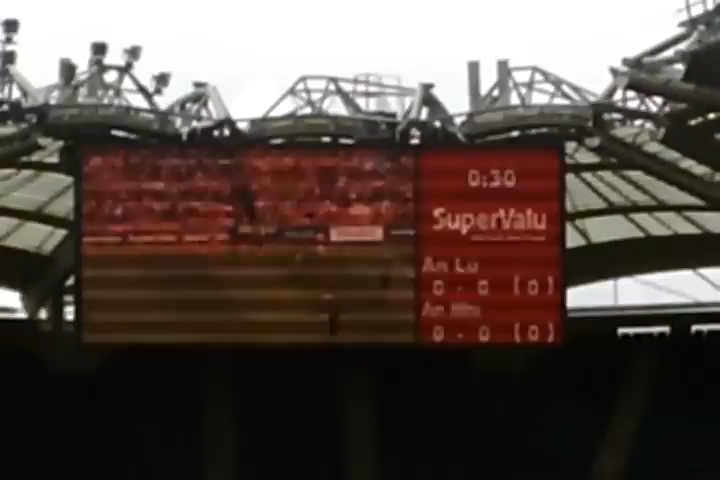 0:30
SuperValu
An Lú
0 - 0 (0)
An Mhí
0 - 0 (0)